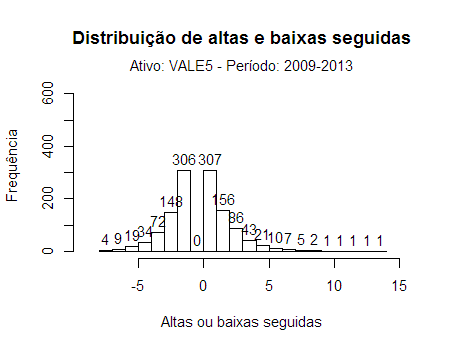 Distribuição de altas e baixas seguidas
Ativo: VALE5 - Período: 2009-2013
Frequência
600
400
200
0
4 9 19 34 72 148 306 0 307 156 86 43 21 10 7 5 2 1 1 1 1 1
-5 0 5 10 15
Altas ou baixas seguidas